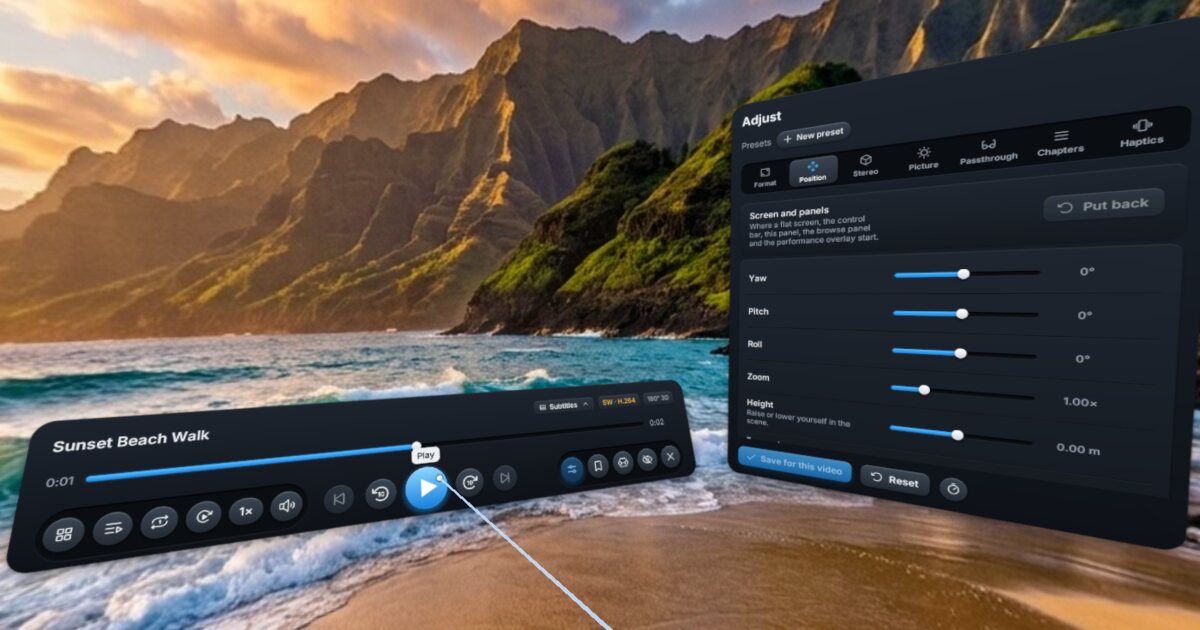 Adjust
Presets
+ New preset
Format
Position
Stereo
Picture
Passthrough
Chapters
Haptics
Screen and panels
Where a flat screen, the control
bar, this panel, the browse panel
and the performance overlay start.
Put back
Yaw
0°
Pitch
0°
Roll
0°
Zoom
1.00×
Height
Raise or lower yourself in the
scene.
0.00 m
Save for this video
Reset
Subtitles
SW · H.264
180° 3D
Sunset Beach Walk
0:01
0:02
Play
1×
10
10